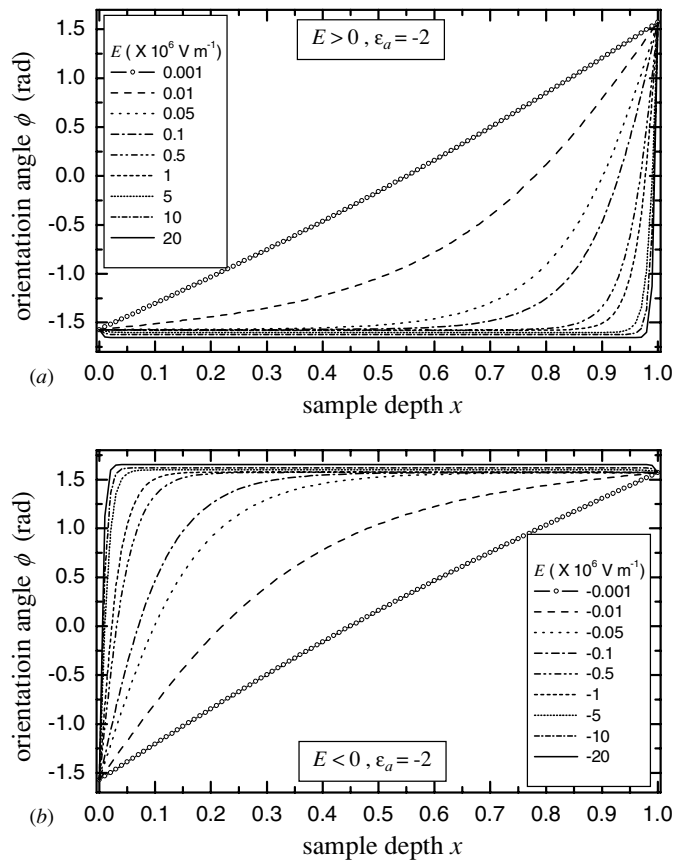 E > 0 , εa = -2
E ( X 10⁶ V m⁻¹)
0.001
0.01
0.05
0.1
0.5
1
5
10
20
orientatioin angle ϕ (rad)
1.5
1.0
0.5
0.0
-0.5
-1.0
-1.5
0.0 0.1 0.2 0.3 0.4 0.5 0.6 0.7 0.8 0.9 1.0
(a)
sample depth x
orientatioin angle ϕ (rad)
1.5
1.0
0.5
0.0
-0.5
-1.0
-1.5
E ( X 10⁶ V m⁻¹)
-0.001
-0.01
-0.05
-0.1
-0.5
-1
-5
-10
-20
E < 0 , εa = -2
0.0 0.1 0.2 0.3 0.4 0.5 0.6 0.7 0.8 0.9 1.0
(b)
sample depth x